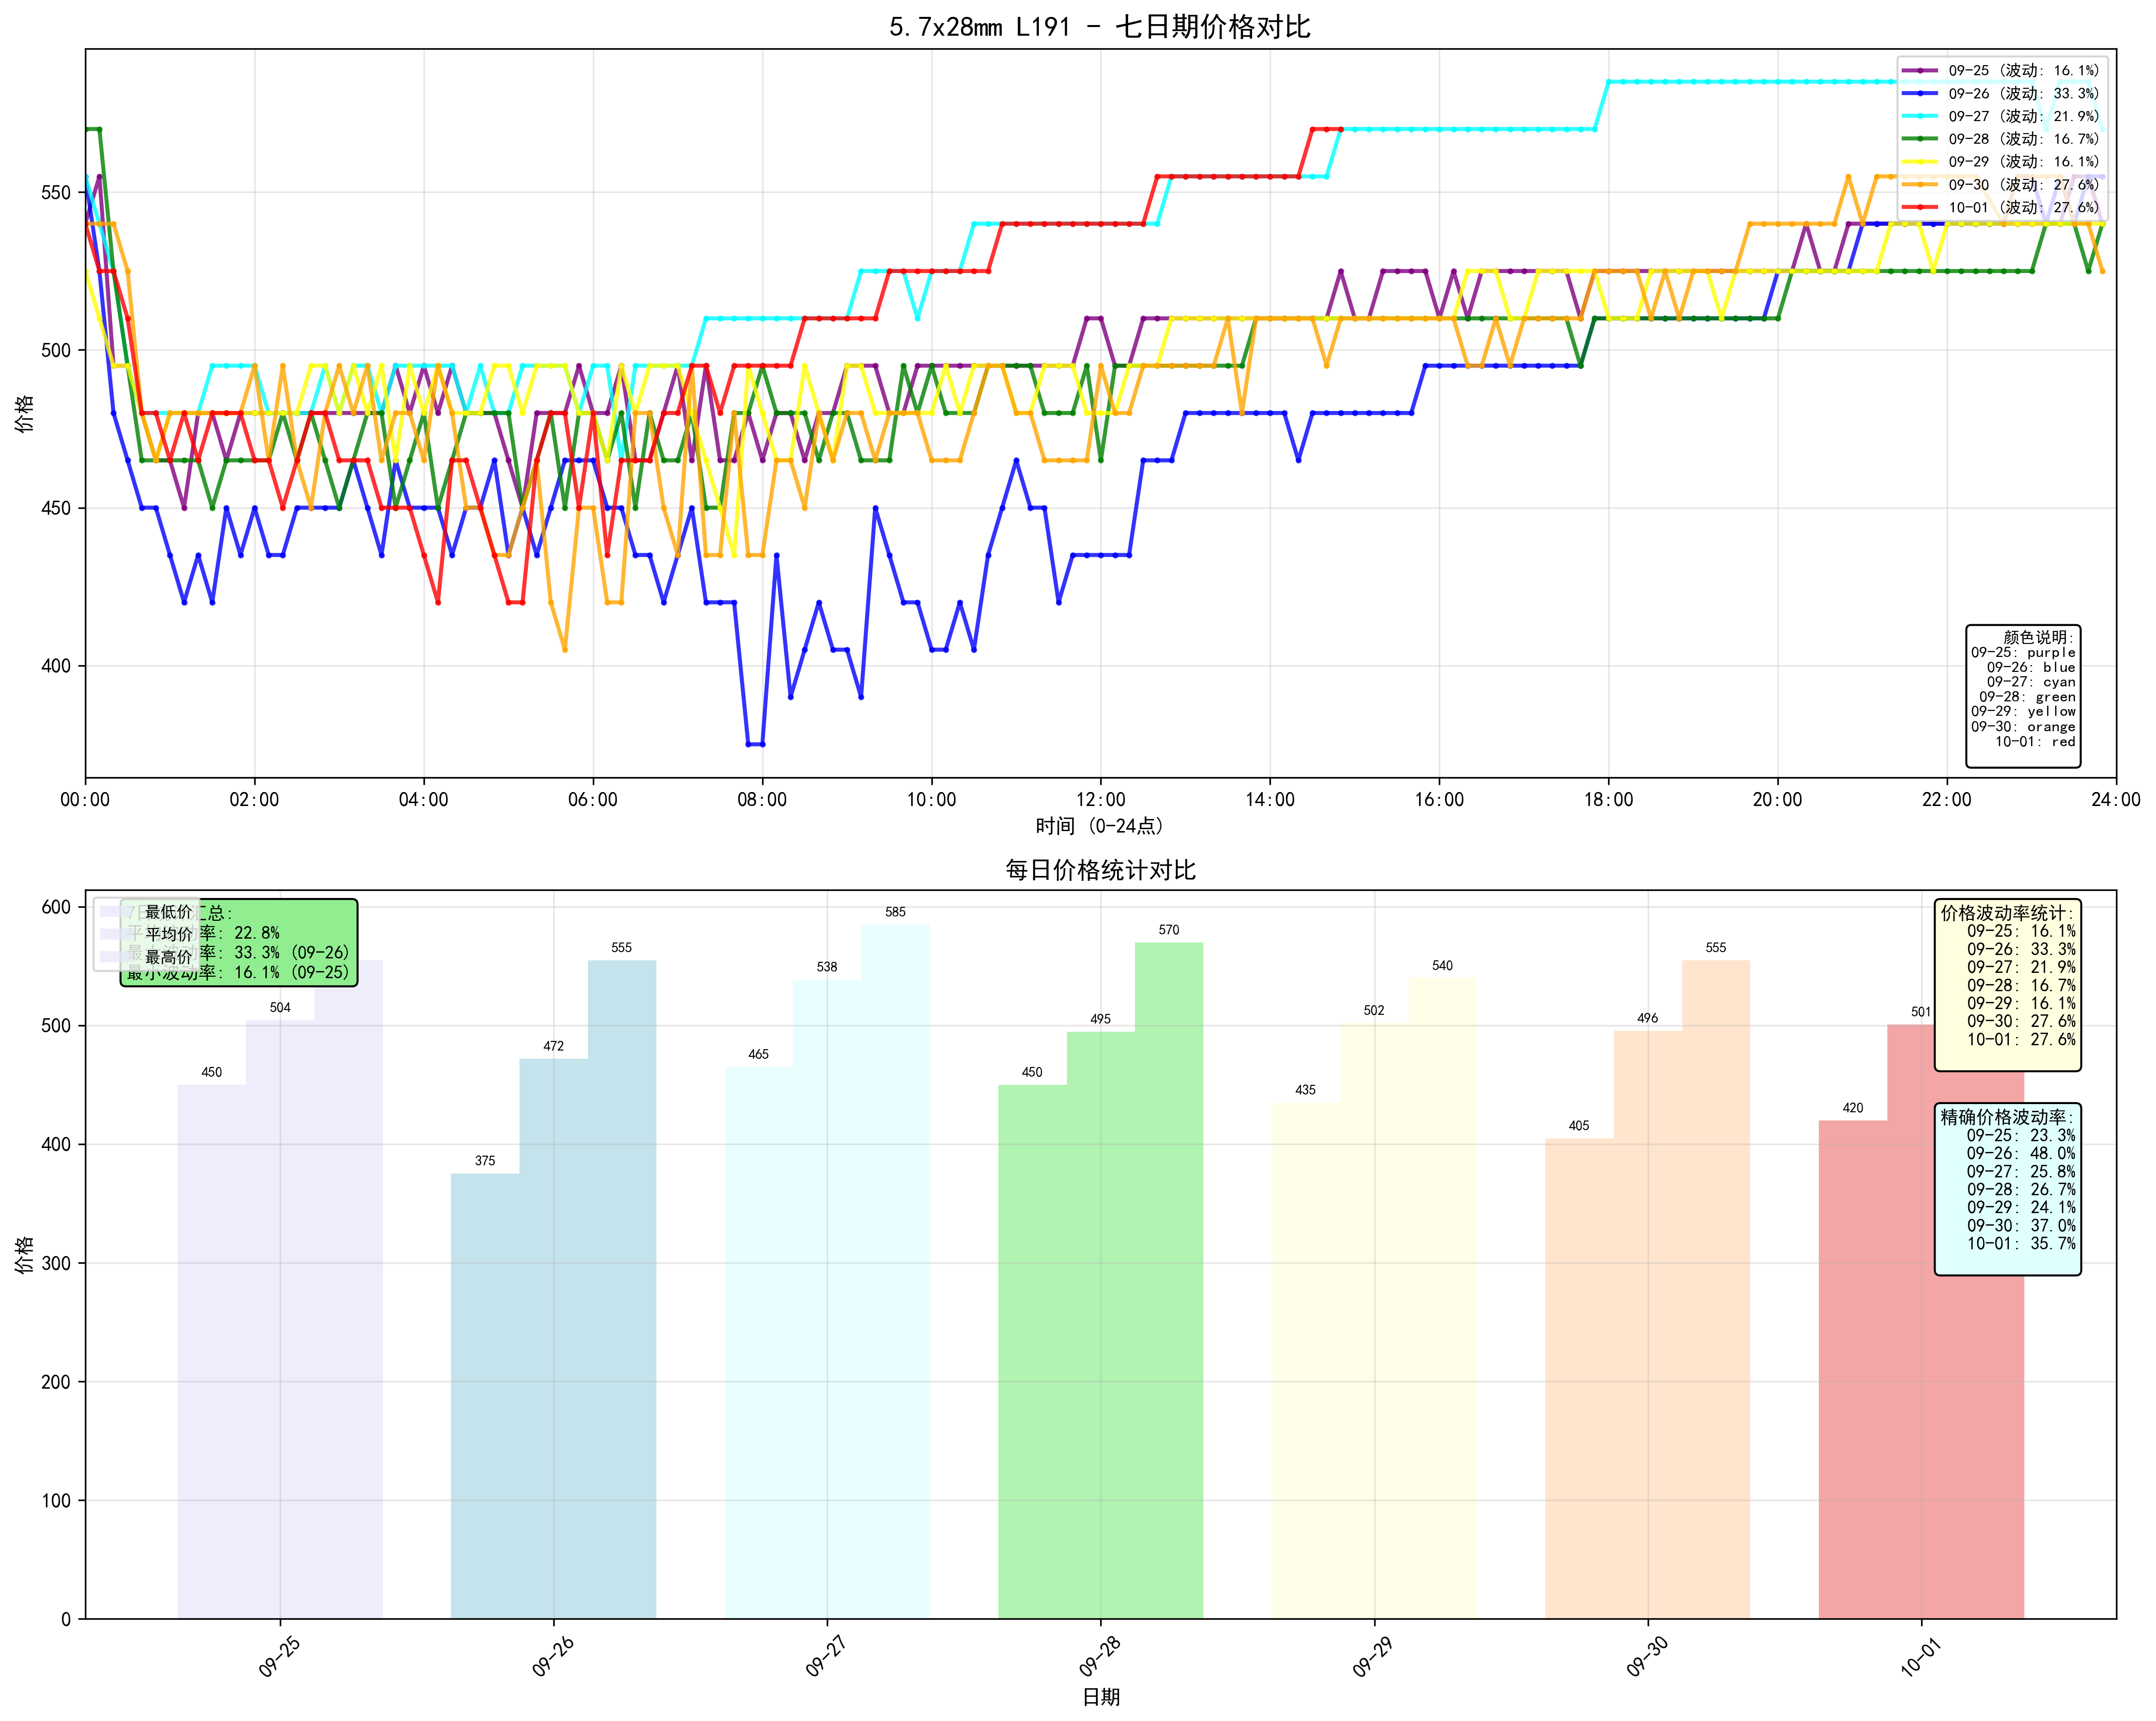 5.7x28mm L191 - 七日期价格对比
09-25 (波动: 16.1%)
09-26 (波动: 33.3%)
09-27 (波动: 21.9%)
09-28 (波动: 16.7%)
09-29 (波动: 16.1%)
09-30 (波动: 27.6%)
10-01 (波动: 27.6%)
价格
550
500
450
400
颜色说明:
09-25: purple
09-26: blue
09-27: cyan
09-28: green
09-29: yellow
09-30: orange
10-01: red
00:00 02:00 04:00 06:00 08:00 10:00 12:00 14:00 16:00 18:00 20:00 22:00 24:00
时间 (0-24点)
每日价格统计对比
最低价
平均价
最高价
汇总:
率: 22.8%
率: 33.3% (09-26)
最小波动率: 16.1% (09-25)
价格波动率统计:
09-25: 16.1%
09-26: 33.3%
09-27: 21.9%
09-28: 16.7%
09-29: 16.1%
09-30: 27.6%
10-01: 27.6%
精确价格波动率:
09-25: 23.3%
09-26: 48.0%
09-27: 25.8%
09-28: 26.7%
09-29: 24.1%
09-30: 37.0%
10-01: 35.7%
价格
600
500
400
300
200
100
0
450 504
375 472 555
465 538 585
450 495 570
435 502 540
405 496 555
420 501
09-25 09-26 09-27 09-28 09-29 09-30 10-01
日期